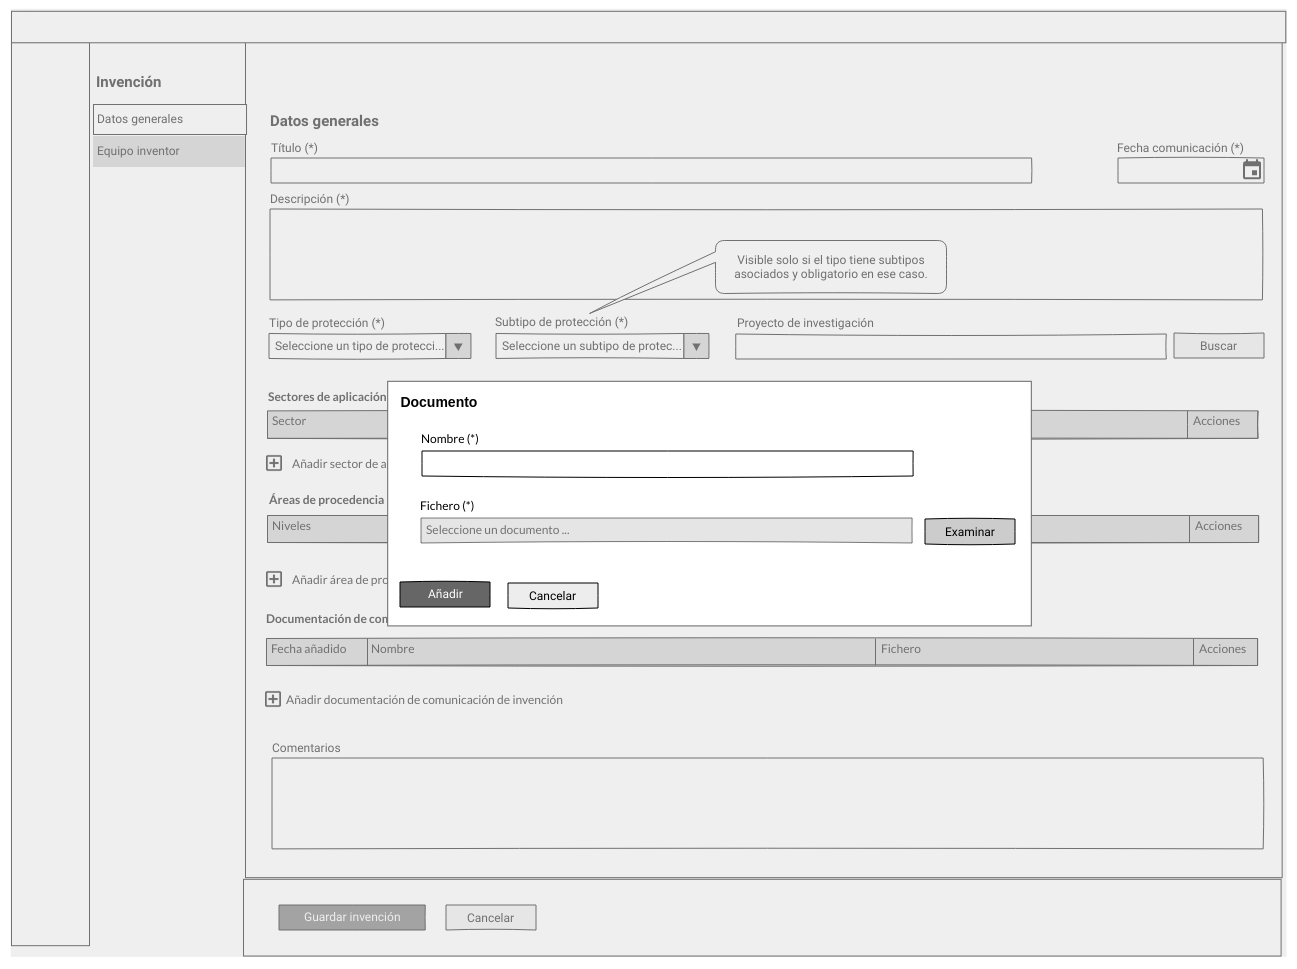 Invención
Datos generales
Equipo inventor
Datos generales
Título (*)
Fecha comunicación (*)
Descripción (*)
Visible solo si el tipo tiene subtipos
asociados y obligatorio en ese caso.
Tipo de protección (*)
Subtipo de protección (*)
Proyecto de investigación
Seleccione un tipo de protecci...
Seleccione un subtipo de protec...
Buscar
Sectores de aplicación
Sector
Acciones
Añadir sector de a
Áreas de procedencia
Niveles
Acciones
Añadir área de pro
Documento
Nombre (*)
Fichero (*)
Seleccione un documento ...
Examinar
Añadir
Cancelar
Documentación de com
Fecha añadido
Nombre
Fichero
Acciones
Añadir documentación de comunicación de invención
Comentarios
Guardar invención
Cancelar